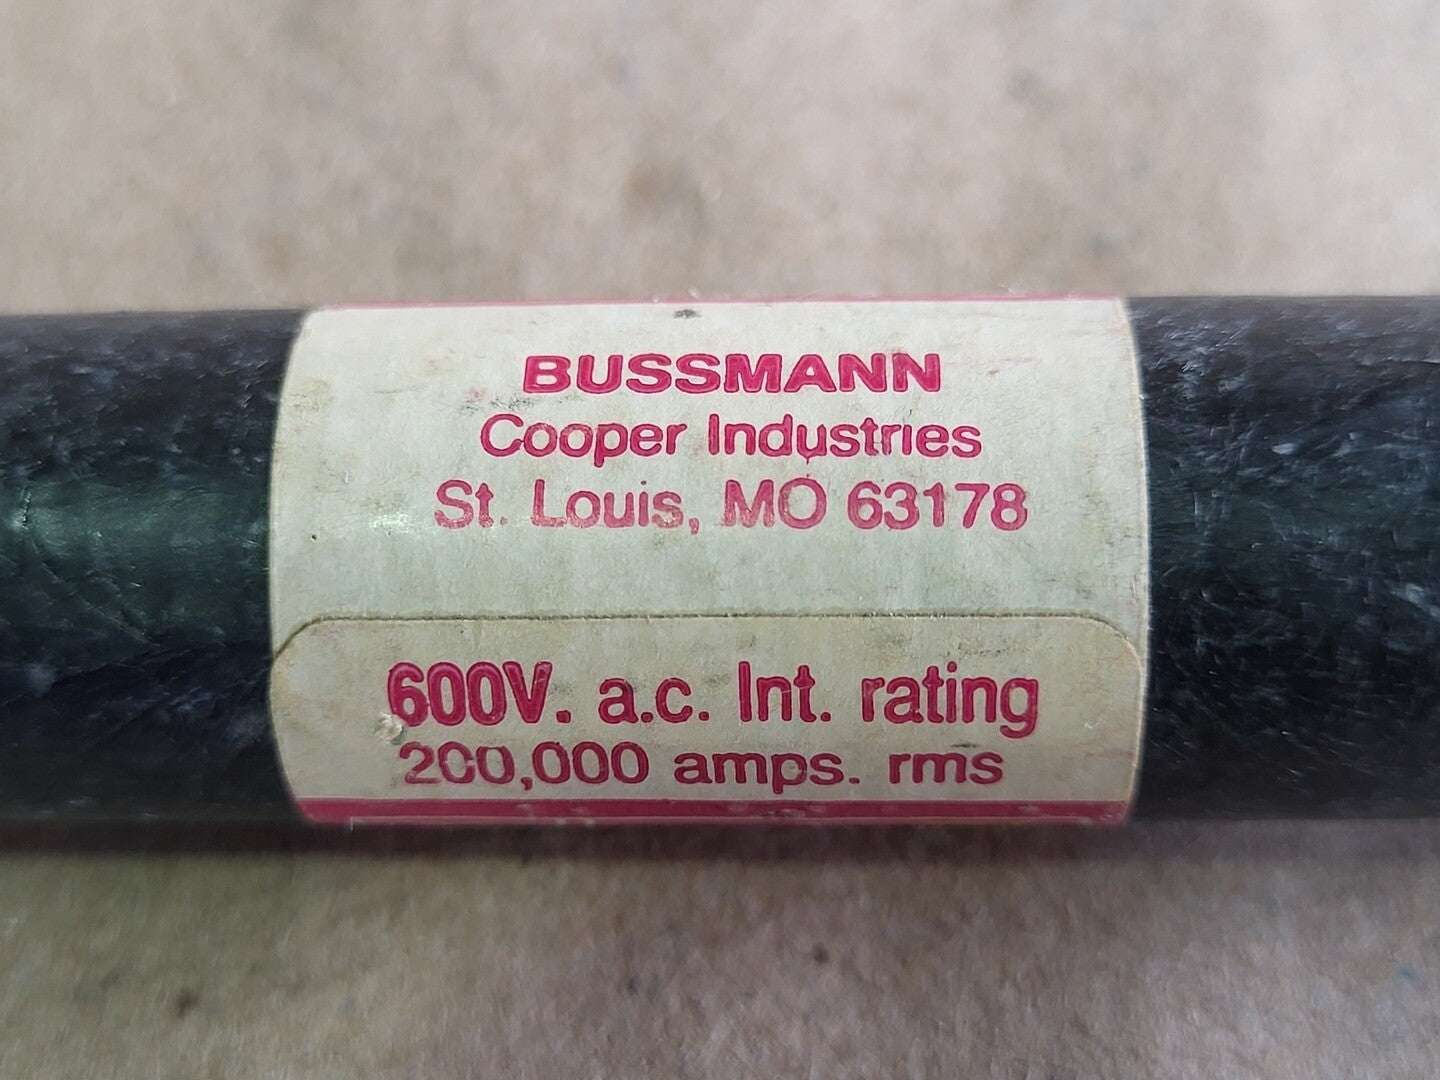 BUSSMANN
Cooper Industries
St. Louis, MO 63178
600V. a.c. Int. rating
200,000 amps. rms